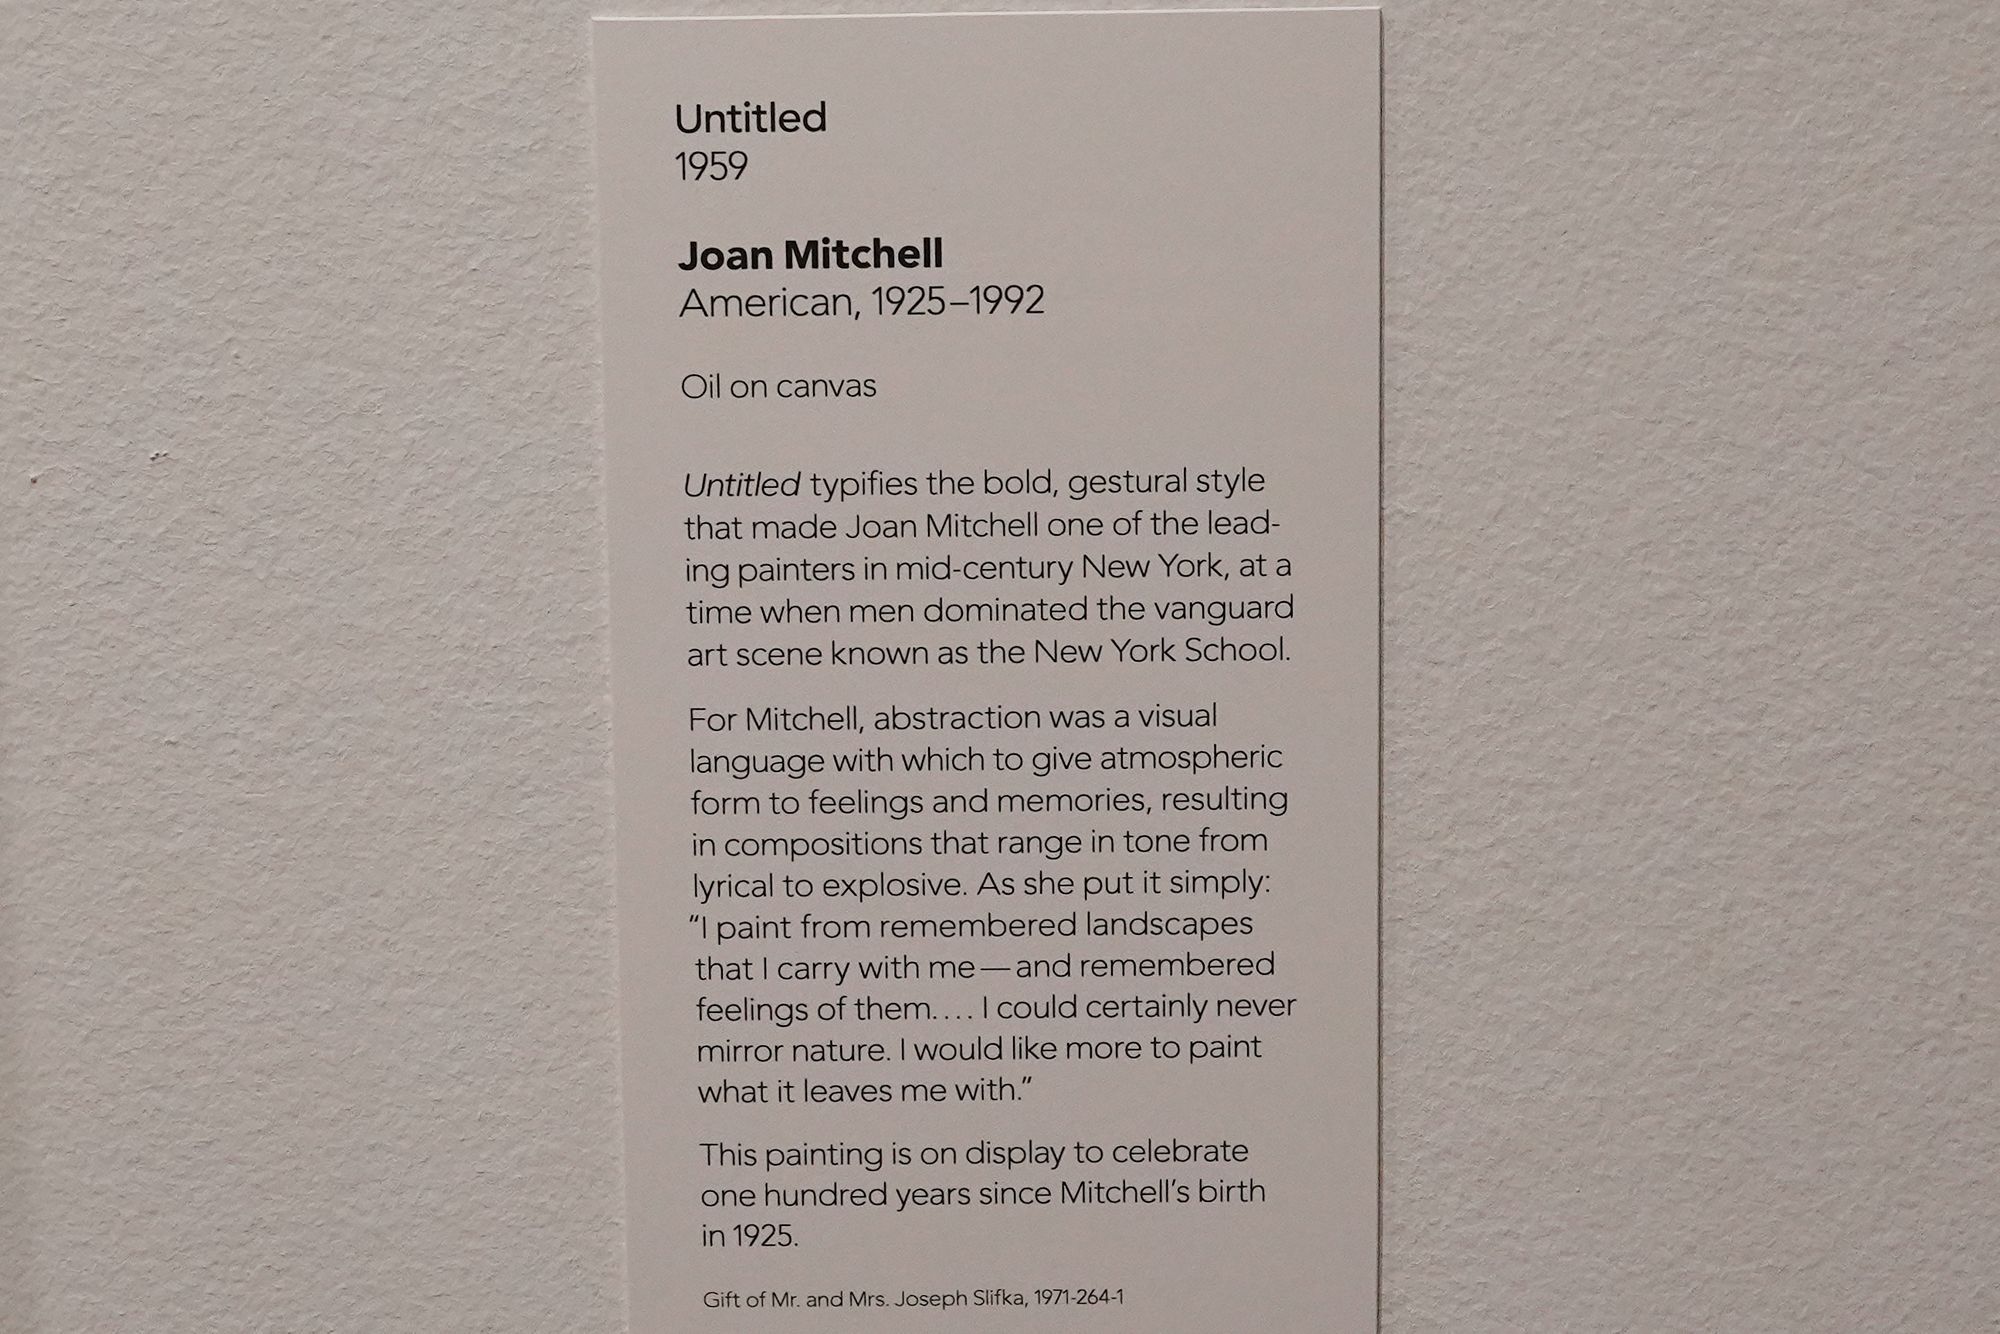 Untitled
1959
Joan Mitchell
American, 1925–1992
Oil on canvas
Untitled typifies the bold, gestural style
that made Joan Mitchell one of the lead-
ing painters in mid-century New York, at a
time when men dominated the vanguard
art scene known as the New York School.
For Mitchell, abstraction was a visual
language with which to give atmospheric
form to feelings and memories, resulting
in compositions that range in tone from
lyrical to explosive. As she put it simply:
“I paint from remembered landscapes
that I carry with me — and remembered
feelings of them. . . . I could certainly never
mirror nature. I would like more to paint
what it leaves me with.”
This painting is on display to celebrate
one hundred years since Mitchell’s birth
in 1925.
Gift of Mr. and Mrs. Joseph Slifka, 1971-264-1